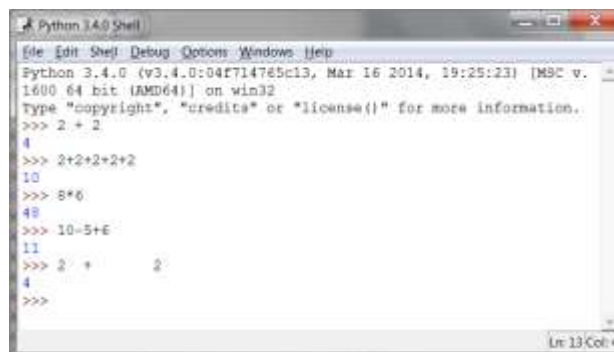 Python 3.4.0 Shell
File Edit Shell Debug Options Windows Help
Python 3.4.0 (v3.4.0:04f714765c13, Mar 16 2014, 19:25:23) [MSC v.
1600 64 bit (AMD64)] on win32
Type "copyright", "credits" or "license()" for more information.
>>> 2 + 2
4
>>> 2+2+2+2+2
10
>>> 8*6
48
>>> 10-5+6
11
>>> 2  +         2
4
>>>
Ln: 13 Col: